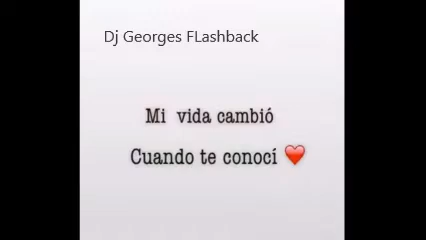 Dj Georges FLashback
Mi vida cambió
Cuando te conocí ❤️